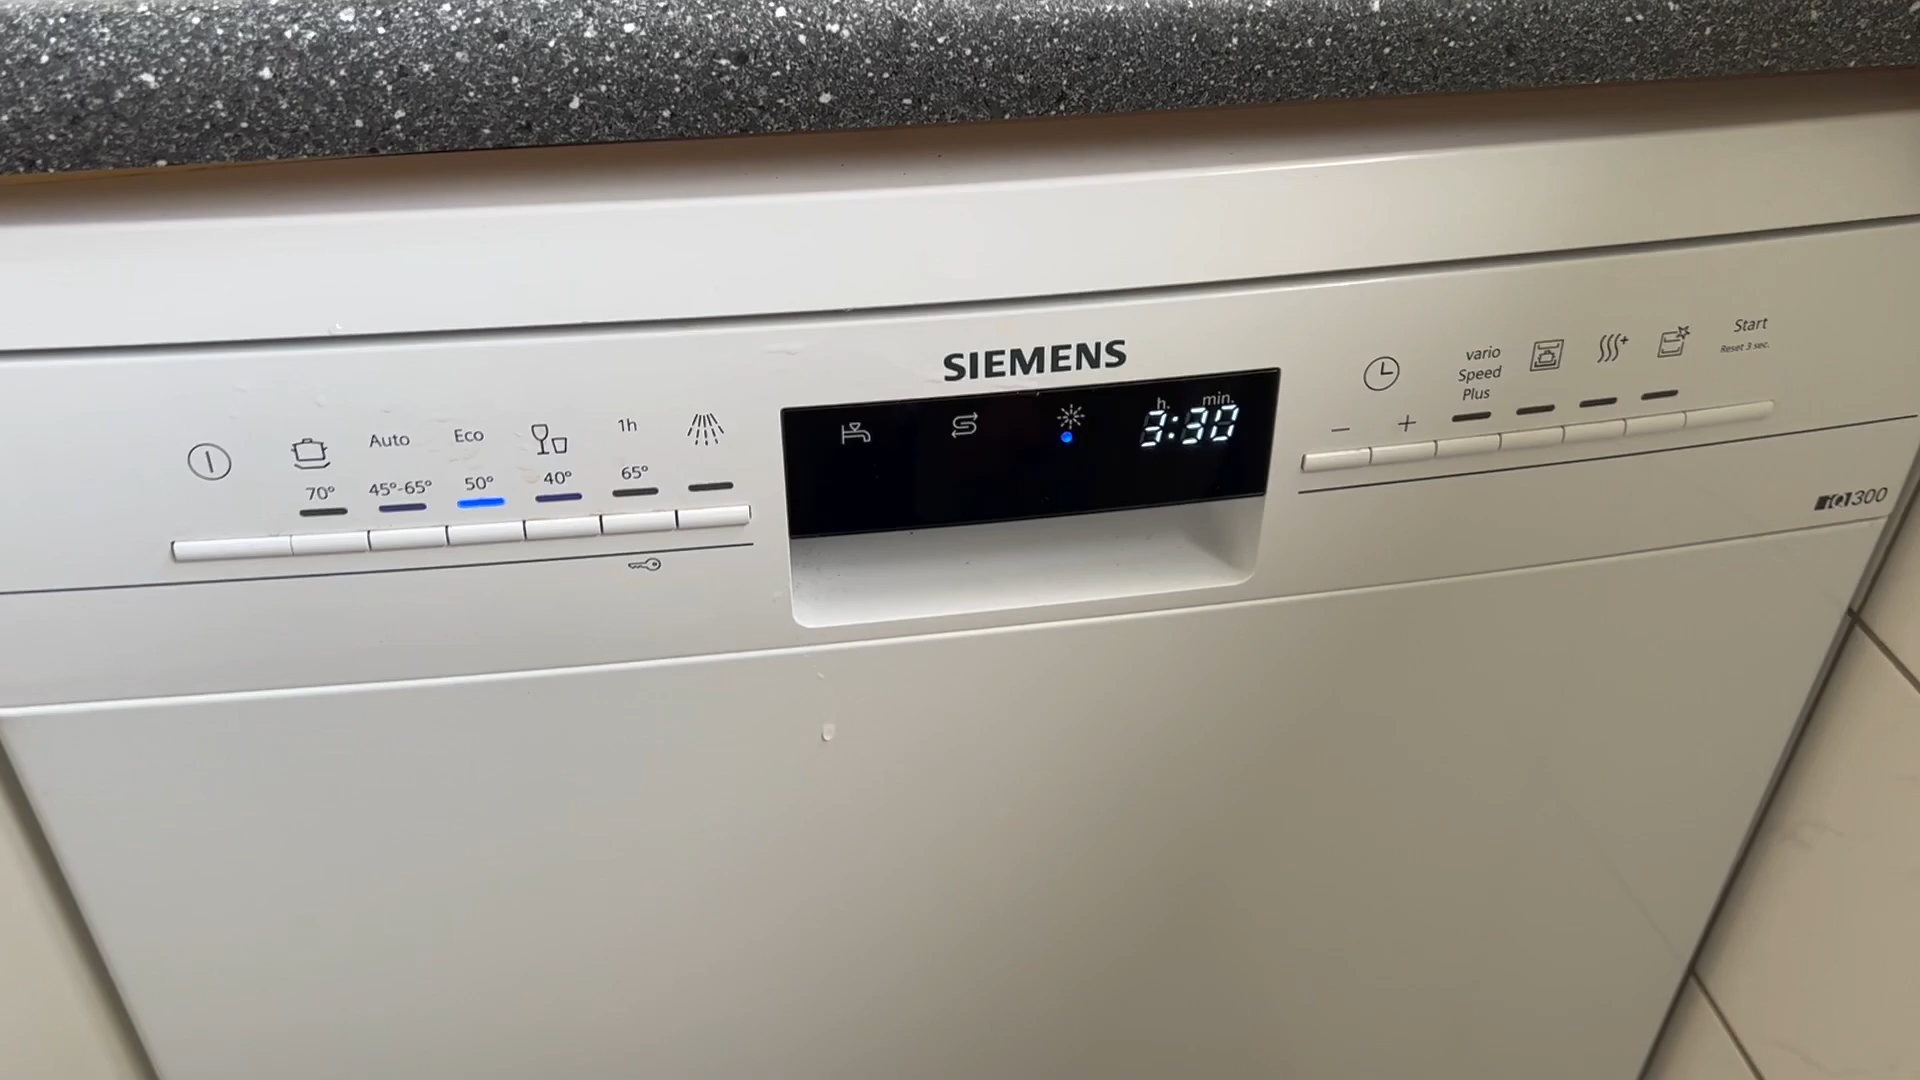 SIEMENS
Auto
Eco
1h
70°
45°-65°
50°
40°
65°
h.
min.
3:30
− +
vario
Speed
Plus
Start
Reset 3 sec.
iQ300